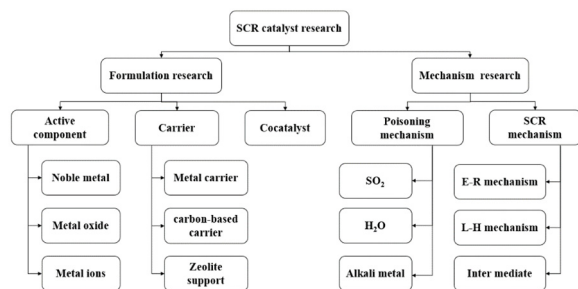 SCR catalyst research
Formulation research
Mechanism research
Active
component
Carrier
Cocatalyst
Poisoning
mechanism
SCR
mechanism
Noble metal
Metal carrier
SO₂
E-R mechanism
Metal oxide
carbon-based
carrier
H₂O
L-H mechanism
Metal ions
Zeolite
support
Alkali metal
Inter mediate